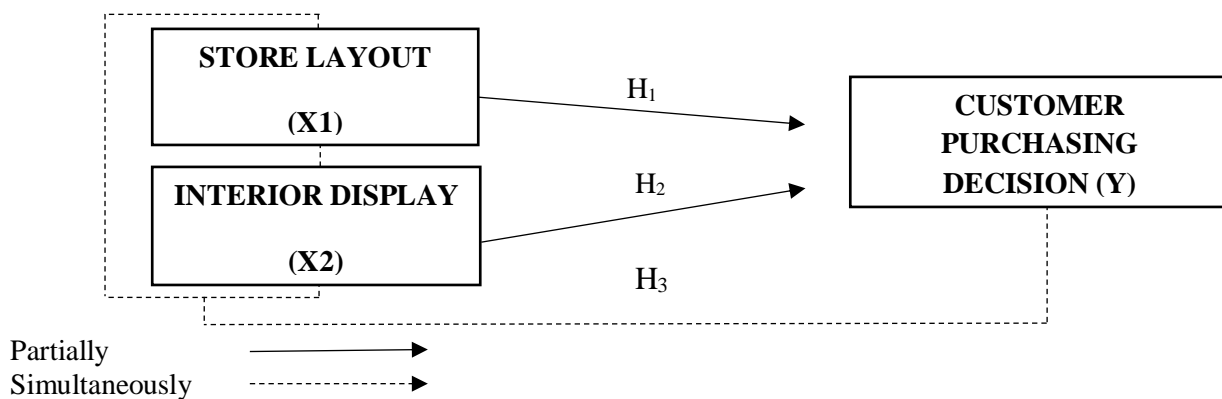 STORE LAYOUT
(X1)
H₁
CUSTOMER
PURCHASING
DECISION (Y)
INTERIOR DISPLAY
(X2)
H₂
H₃
Partially
Simultaneously